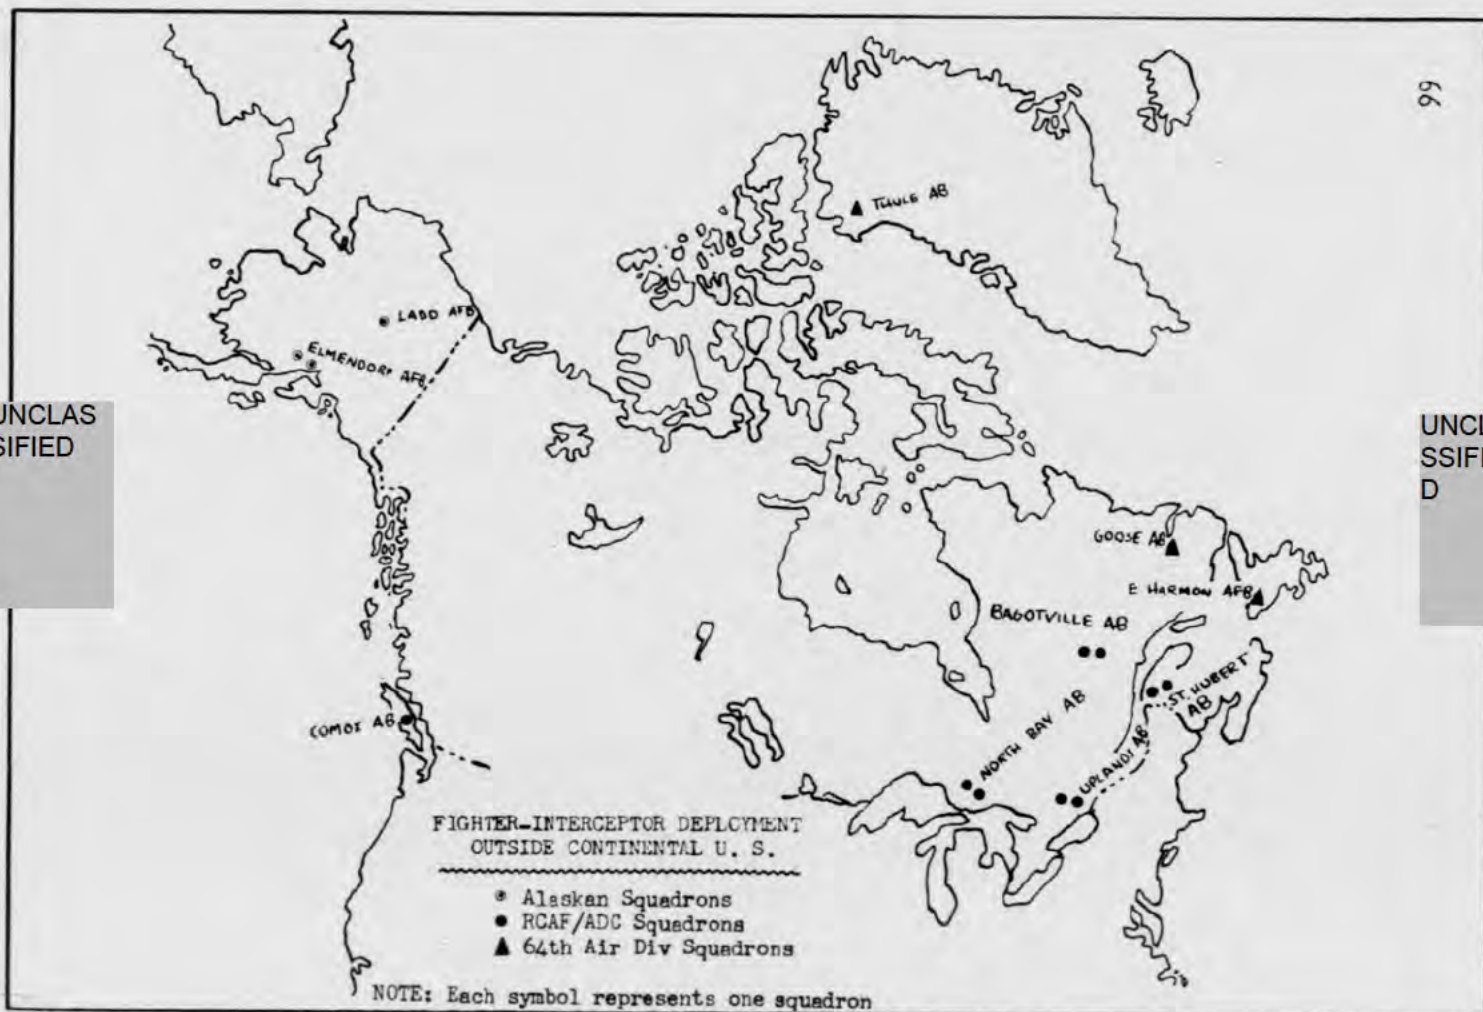 66
THULE AB
LADD AFB
ELMENDORF AFB
UNCLAS
SIFIED
UNCL
SSIFI
D
GOOSE AB
E HARMON AFB
BAGOTVILLE AB
ST. HUBERT
AB
COMOX AB
NORTH BAY AB
UPLANDS AB
FIGHTER-INTERCEPTOR DEPLOYMENT
OUTSIDE CONTINENTAL U. S.
Alaskan Squadrons
RCAF/ADC Squadrons
64th Air Div Squadrons
NOTE: Each symbol represents one squadron